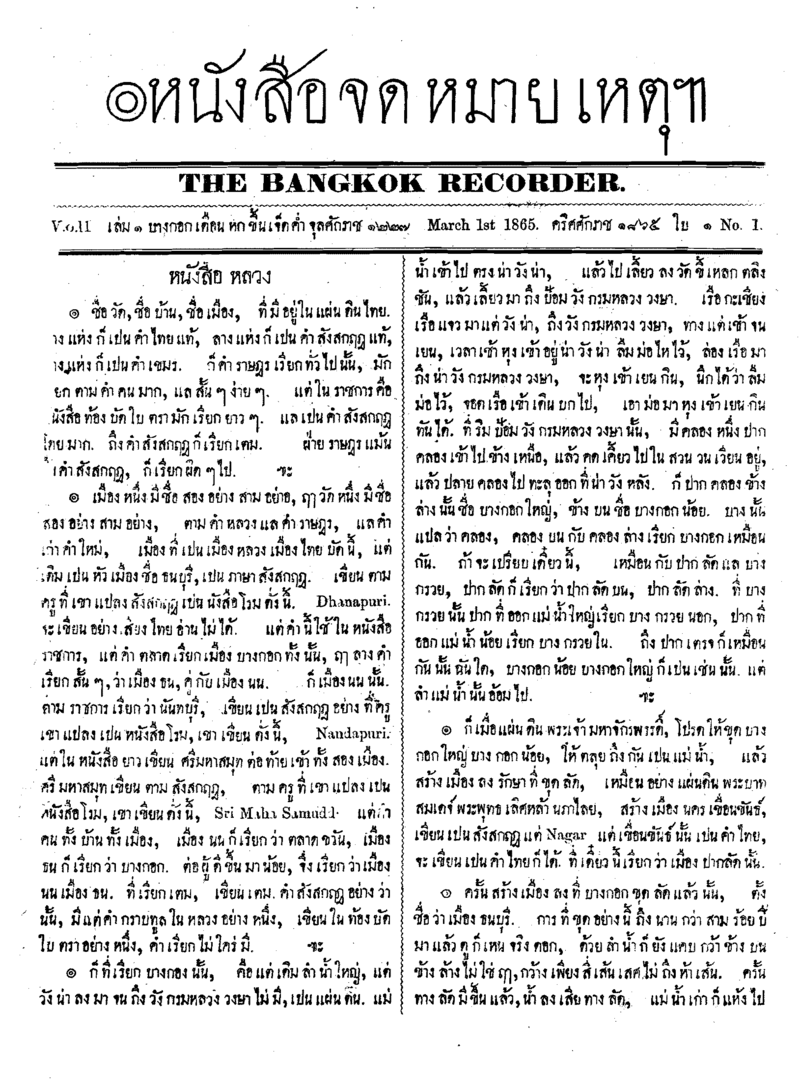 ๏ หนังสือจดหมายเหตุฯ
THE BANGKOK RECORDER.
Vol 1 เล่ม ๑ บางกอก เดือน หก ขึ้น เจ็ดค่ำ จุลศักราช ๑๒๒๗ March 1st 1865. คริศศักราช ๑๘๖๕ ใบ ๑ No. 1.
หนังสือ หลวง
๏ ชื่อ วัด, ชื่อ บ้าน, ชื่อ เมือง, ที่ มี อยู่ ใน แผ่น ดิน ไทย.
างแห่ง ก็ เปน คำ ไทย แท้, ลาง แห่ง ก็ เปน คำ สังสกฤฏ แท้,
าง แห่ง ก็ เปน คำ เขมร. ก็ คำ ราษฎร เรียก ทั่ว ไป นั้น, มัก
ยก ตาม คำ คน มาก, แล สั้น ๆ ง่าย ๆ. แต่ ใน ราชการ คือ
นังสือ ท้อง บัด ใบ ตรา มัก เรียก ยาว ๆ. แล เปน คำ สังสกฤฏ
โดย มาก. ถึง คำ สังสกฤฏ ก็ เรียก เตม. ฝ่าย ราษฎร แม้น
เคำ สังสกฤฏ, ก็ เรียก ผิด ๆ ไป. ฯะ
๏ เมือง หนึ่ง มี ชื่อ สอง อย่าง สาม อย่าง, ฤๅ วัด หนึ่ง มี ชื่อ
สอง อย่าง สาม อย่าง, ตาม คำ หลวง แล คำ ราษฎร, แล คำ
เก่า คำ ใหม่, เมือง ที่ เปน เมือง หลวง เมือง ไทย บัด นี้, แต่
เดิม เปน หัว เมือง ชื่อ ธนบุรี, เปน ภาษา สังสกฤฏ. เขียน ตาม
ครู ที่ เขา แปลง สังสกฤฏ เปน นังสือ โรม ดั่ง นี้. Dhanapuri.
จะ เขียน อย่าง เสียง ไทย อ่าน ไม่ ได้. แต่ คำ นี้ ใช้ ใน หนังสือ
ราชการ, แต่ คำ ตลาด เรียก เมือง บางกอก ทั้ง นั้น, ฤๅ ลาง คำ
เรียก สั้น ๆ, ว่า เมือง ธน, คู่ กับ เมือง นน. ก็ เมือง นน นั้น.
ตาม ราชการ เรียก ว่า นันทบุรี, เขียน เปน สังสกฤฏ อย่าง ที่ ครู
เขา แปลง เปน หนังสือ โรม, เขา เขียน ดั่ง นี้, Nandapuri.
แต่ ใน หนังสือ ยาว เขียน ศรีมหาสมุท ต่อ ท้าย เข้า ทั้ง สอง เมือง.
ศรี มหาสมุท เขียน ตาม สังสกฤฏ, ตาม ครู ที่ เขา แปลง เปน
หนังสือ โรม, เขา เขียน ดั่ง นี้, Sri Maha Samudd แต่ คำ
คน ทั้ง บ้าน ทั้ง เมือง, เมือง นน ก็ เรียก ว่า ตลาด ขวัน, เมือง
ธน ก็ เรียก ว่า บางกอก. ต่อ ผู้ ดี ขึ้น มา น้อย, จึ่ง เรียก ว่า เมือง
นน เมือง ธน. ที่ เรียก เตม, เขียน เตม. คำ สังสกฤฏ อย่าง ว่า
นั้น, มี แต่ คำ กราบทูล ใน หลวง อย่าง หนึ่ง, เขียน ใน ท้อง บัด
ใบ ตรา อย่าง หนึ่ง, คำ เรียก ไม่ ใคร่ มี. ฯะ
๏ ก็ ที่ เรียก บางกอง นั้น, คือ แต่ เดิม ลำ น้ำ ใหญ่, แต่
วัง น่า ลง มา จน ถึง วัง กรมหลวง วงษา ไม่ มี, เปน แผ่น ดิน. แม่
น้ำ เข้า ไป ตรง น่า วัง น่า, แล้ว ไป เลี้ยว ลง วัด ขี้ เหลก ตลิง
ชัน, แล้ว เลี้ยว มา ถึง ป้อม วัง กรมหลวง วงษา. เรือ กะเชียง
เรือ แจว มา แต่ วัง น่า, ถึง วัง กรมหลวง วงษา, ทาง แต่ เช้า จน
เยน, เวลา เช้า หุง เข้า อยู่ น่า วัง น่า ลืม ม่อ ไห ไว้, ล่อง เรือ มา
ถึง น่า วัง กรมหลวง วงษา, จะ หุง เข้า เยน กิน, นึก ได้ ว่า ลืม
ม่อ ไว้, จอด เรือ เข้า เดิน บก ไป, เอา ม่อ มา หุง เข้า เยน กิน
ทัน ได้. ที่ ริม ป้อม วัง กรมหลวง วงษา นั้น, มี คลอง หนึ่ง ปาก
คลอง เข้า ไป ข้าง เหนือ, แล้ว คด เคี้ยว ไป ใน สวน วน เวียน อยู่,
แล้ว ปลาย คลอง ไป ทะลุ ออก ที่ น่า วัง หลัง. ก็ ปาก คลอง ข้าง
ล่าง นั้น ชื่อ บางกอก ใหญ่, ข้าง บน ชื่อ บางกอก น้อย. บาง นั้น
แปล ว่า คลอง, คลอง บน กับ คลอง ล่าง เรียก บางกอก เหมือน
กัน. ถ้า จะ เปรียบ เดี๋ยว นี้, เหมือน กับ ปาก ลัด แล บาง
กรวย, ปาก ลัด ก็ เรียก ว่า ปาก ลัด บน, ปาก ลัด ล่าง. ที่ บาง
กรวย นั้น ปาก ที่ ออก แม่ น้ำ ใหญ่ เรียก บาง กรวย นอก, ปาก ที่
ออก แม่ น้ำ น้อย เรียก บาง กรวย ใน. ถึง ปาก เตรจ ก็ เหมือน
กัน นั้น ฉัน ใด, บางกอก น้อย บางกอก ใหญ่ ก็ เปน เช่น นั้น. แต่
ลำ แม่ น้ำ นั้น อ้อม ไป. ฯะ
๏ ก็ เมื่อ แผ่น ดิน พระเจ้า มหาจักรพรรดิ์, โปรด ให้ ขุด บาง
กอก ใหญ่ บาง กอก น้อย, ให้ ตลุย ถึง กัน เปน แม่ น้ำ, แล้ว
สร้าง เมือง ลง รักษา ที่ ขุด ลัด, เหมือน อย่าง แผ่นดิน พระบาท
สมเดจ์ พระพุทธ เลิศหล้า นภาไลย, สร้าง เมือง นคร เขื่อนขันธ์,
เขียน เปน สังสกฤฏ แต่ Nagar แต่ เขื่อนขันธ์ นั้น เปน คำ ไทย,
จะ เขียน เปน คำ ไทย ก็ ได้. ที่ เดี๋ยว นี้ เรียก ว่า เมือง ปากลัด นั้น.
๏ ครั้น สร้าง เมือง ลง ที่ บางกอก ขุด ลัด แล้ว นั้น, ตั้ง
ชื่อ ว่า เมือง ธนบุรี. การ ที่ ขุด อย่าง นี้ ถึง นาน กว่า สาม ร้อย ปี
มา แล้ว ดู ก็ เหน จริง ดอก, ด้วย ลำ น้ำ ก็ ยัง แคบ กว่า ข้าง บน
ข้าง ล้าง ไม่ ใช่ ฤๅ, กว้าง เพียง สี่ เส้น เสศ ไม่ ถึง ห้า เส้น. ครั้น
ทาง ลัด มี ขึ้น แล้ว, น้ำ ลง เสีย ทาง ลัด, แม่ น้ำ เก่า ก็ แห้ง ไป